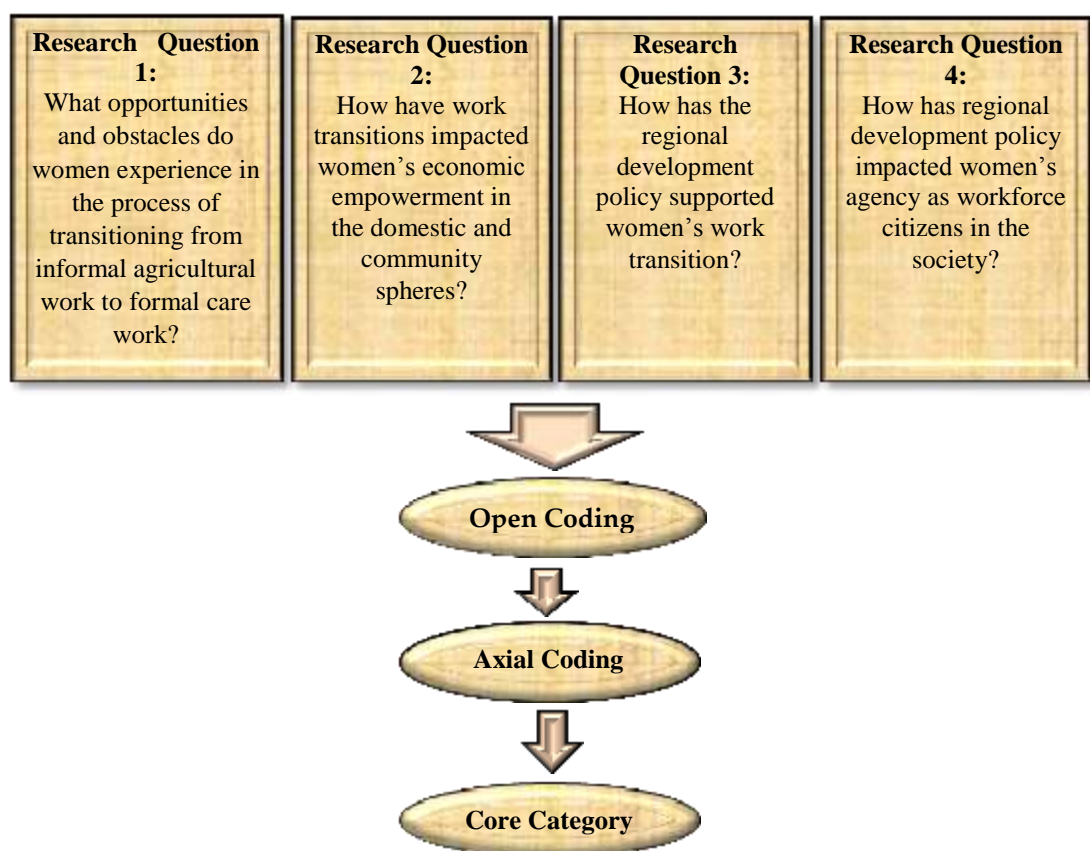 Research Question
1:
What opportunities
and obstacles do
women experience in
the process of
transitioning from
informal agricultural
work to formal care
work?
Research Question
2:
How have work
transitions impacted
women’s economic
empowerment in
the domestic and
community
spheres?
Research
Question 3:
How has the
regional
development
policy supported
women’s work
transition?
Research Question
4:
How has regional
development policy
impacted women’s
agency as workforce
citizens in the
society?
Open Coding
Axial Coding
Core Category